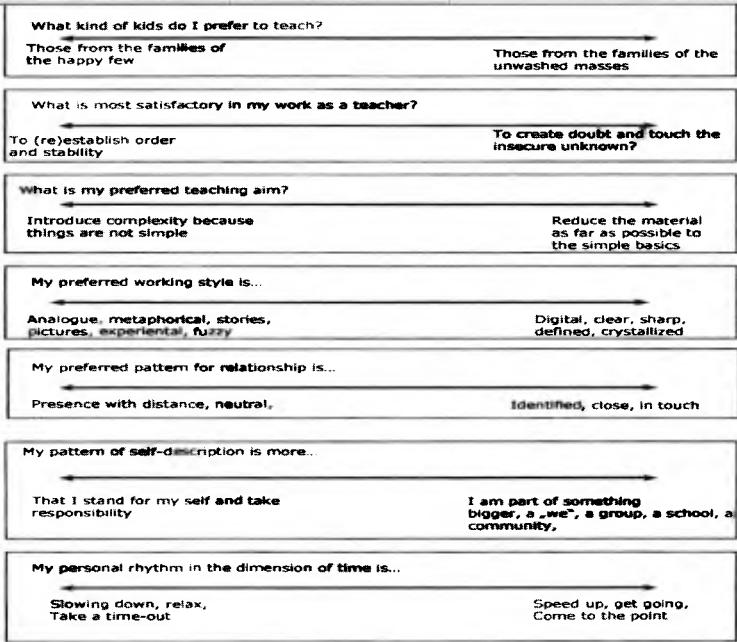 What kind of kids do I prefer to teach?
Those from the families of
the happy few
Those from the families of the
unwashed masses
What is most satisfactory in my work as a teacher?
To (re)establish order
and stability
To create doubt and touch the
insecure unknown?
What is my preferred teaching aim?
Introduce complexity because
things are not simple
Reduce the material
as far as possible to
the simple basics
My preferred working style is...
Analogue, metaphorical, stories,
pictures, experiental, fuzzy
Digital, clear, sharp,
defined, crystallized
My preferred pattern for relationship is...
Presence with distance, neutral,
Identified, close, in touch
My pattern of self-description is more...
That I stand for my self and take
responsibility
I am part of something
bigger, a „we“, a group, a school, a
community,
My personal rhythm in the dimension of time is...
Slowing down, relax,
Take a time-out
Speed up, get going,
Come to the point